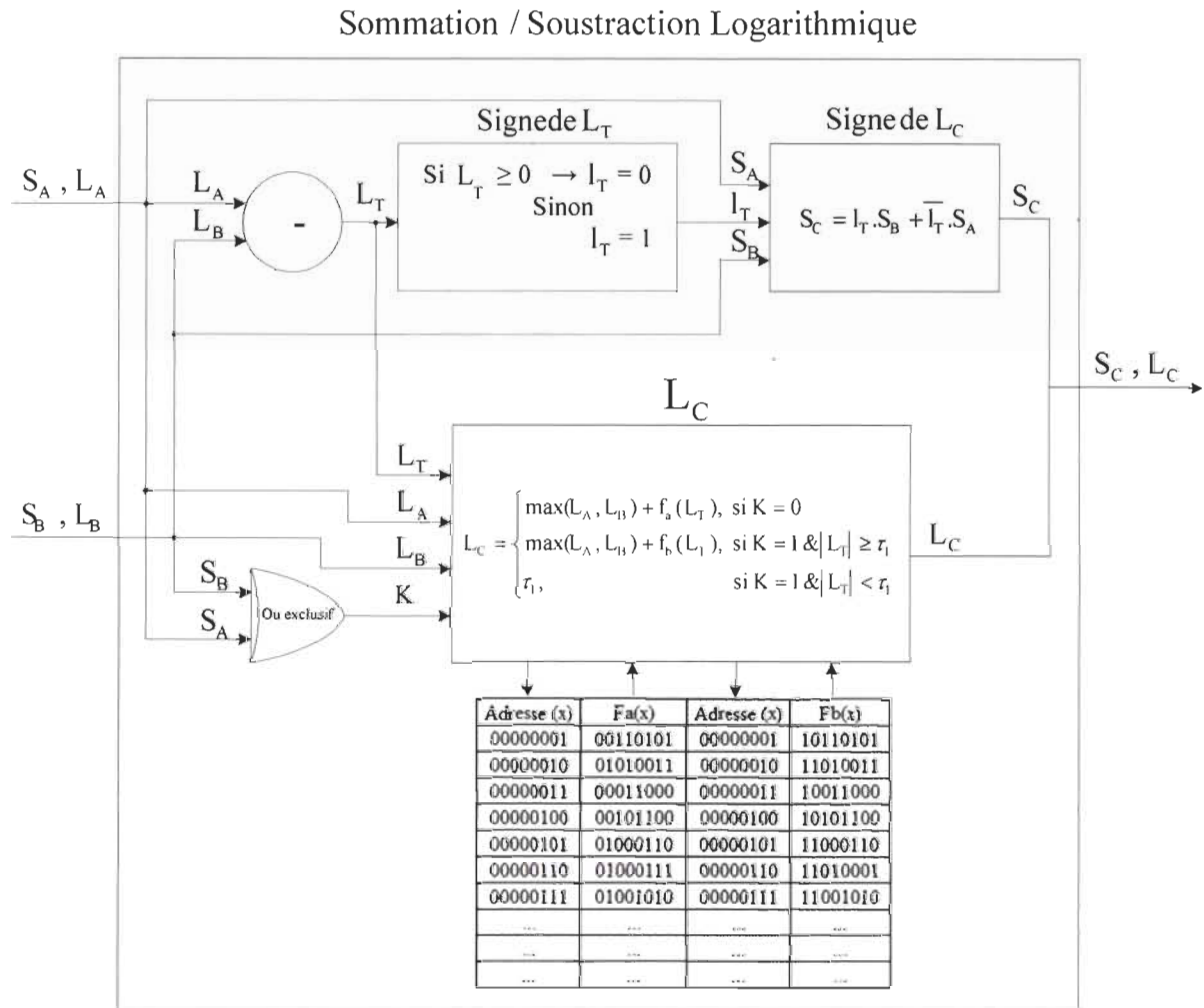 Sommation / Soustraction Logarithmique
Signede L_T
Signe de L_C
S_A , L_A
L_A
L_B
-
L_T
Si L_T ≥ 0 → l_T = 0
Sinon
l_T = 1
S_A
l_T
S_B
S_C = l_T.S_B + \overline{l_T}.S_A
S_C
S_C , L_C
L_C
S_B , L_B
L_T
L_A
L_B
K
S_B
S_A
Ou exclusif
L_C = { max(L_A , L_B) + f_a (L_T), si K = 0
max(L_A , L_B) + f_b (L_T), si K = 1 & |L_T| ≥ τ_1
τ_1, si K = 1 & |L_T| < τ_1
L_C
Adresse (x) Fa(x) Adresse (x) Fb(x)
00000001 00110101 00000001 10110101
00000010 01010011 00000010 11010011
00000011 00011000 00000011 10011000
00000100 00101100 00000100 10101100
00000101 01000110 00000101 11000110
00000110 01000111 00000110 11010001
00000111 01001010 00000111 11001010
... ... ... ...
... ... ... ...
... ... ... ...